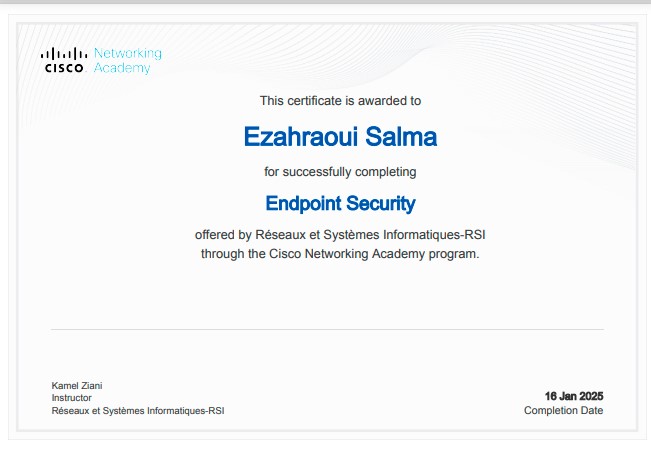 Networking
CISCO Academy
This certificate is awarded to
Ezahraoui Salma
for successfully completing
Endpoint Security
offered by Réseaux et Systèmes Informatiques-RSI
through the Cisco Networking Academy program.
Kamel Ziani
Instructor
Réseaux et Systèmes Informatiques-RSI
16 Jan 2025
Completion Date